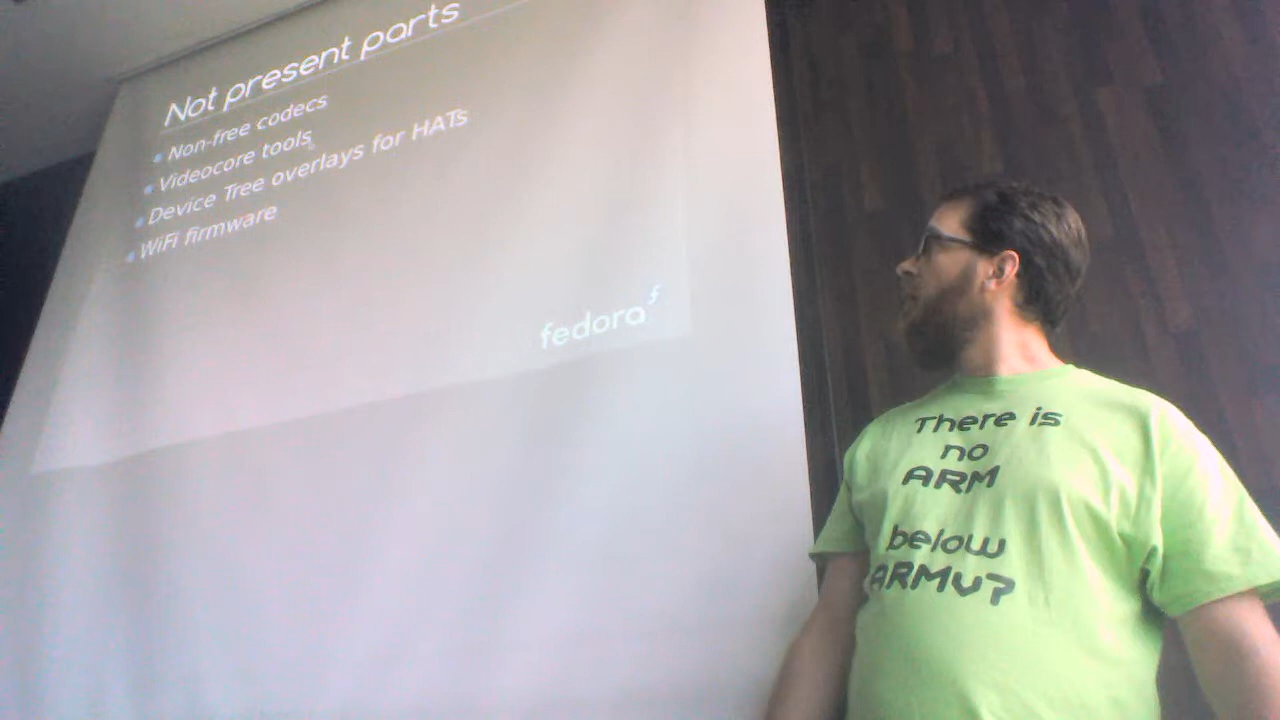 Not present parts
Non-free codecs
Videocore tools
Device Tree overlays for HATs
WiFi firmware
fedora f
There is
no
ARM
below
ARMv7